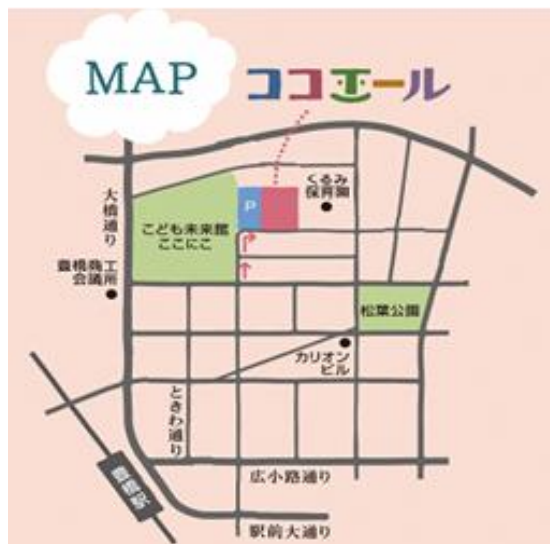 MAP
ココホール
くるみ
保育園
大橋通り
P
こども未来館
ここにこ
豊橋商工
会議所
松葉公園
カリオン
ビル
ときわ通り
広小路通り
豊橋駅
駅前大通り